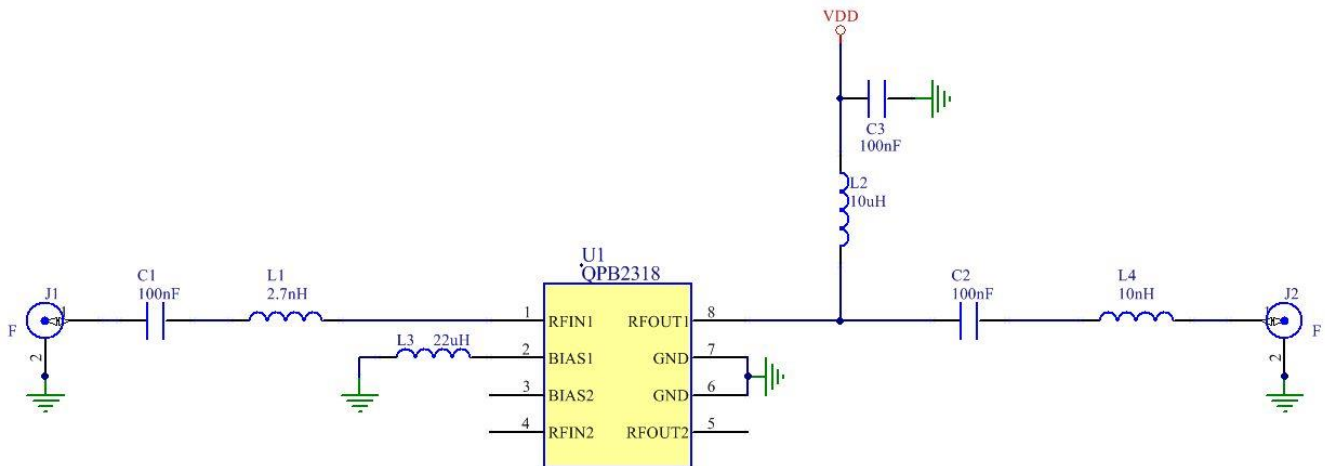 VDD
C3
100nF
L2
10uH
U1
QPB2318
C1
100nF
L1
2.7nH
C2
100nF
L4
10nH
J1
J2
F
1
RFIN1
RFOUT1
8
F
2
L3 22uH
2
BIAS1
GND
7
2
3
BIAS2
GND
6
4
RFIN2
RFOUT2
5